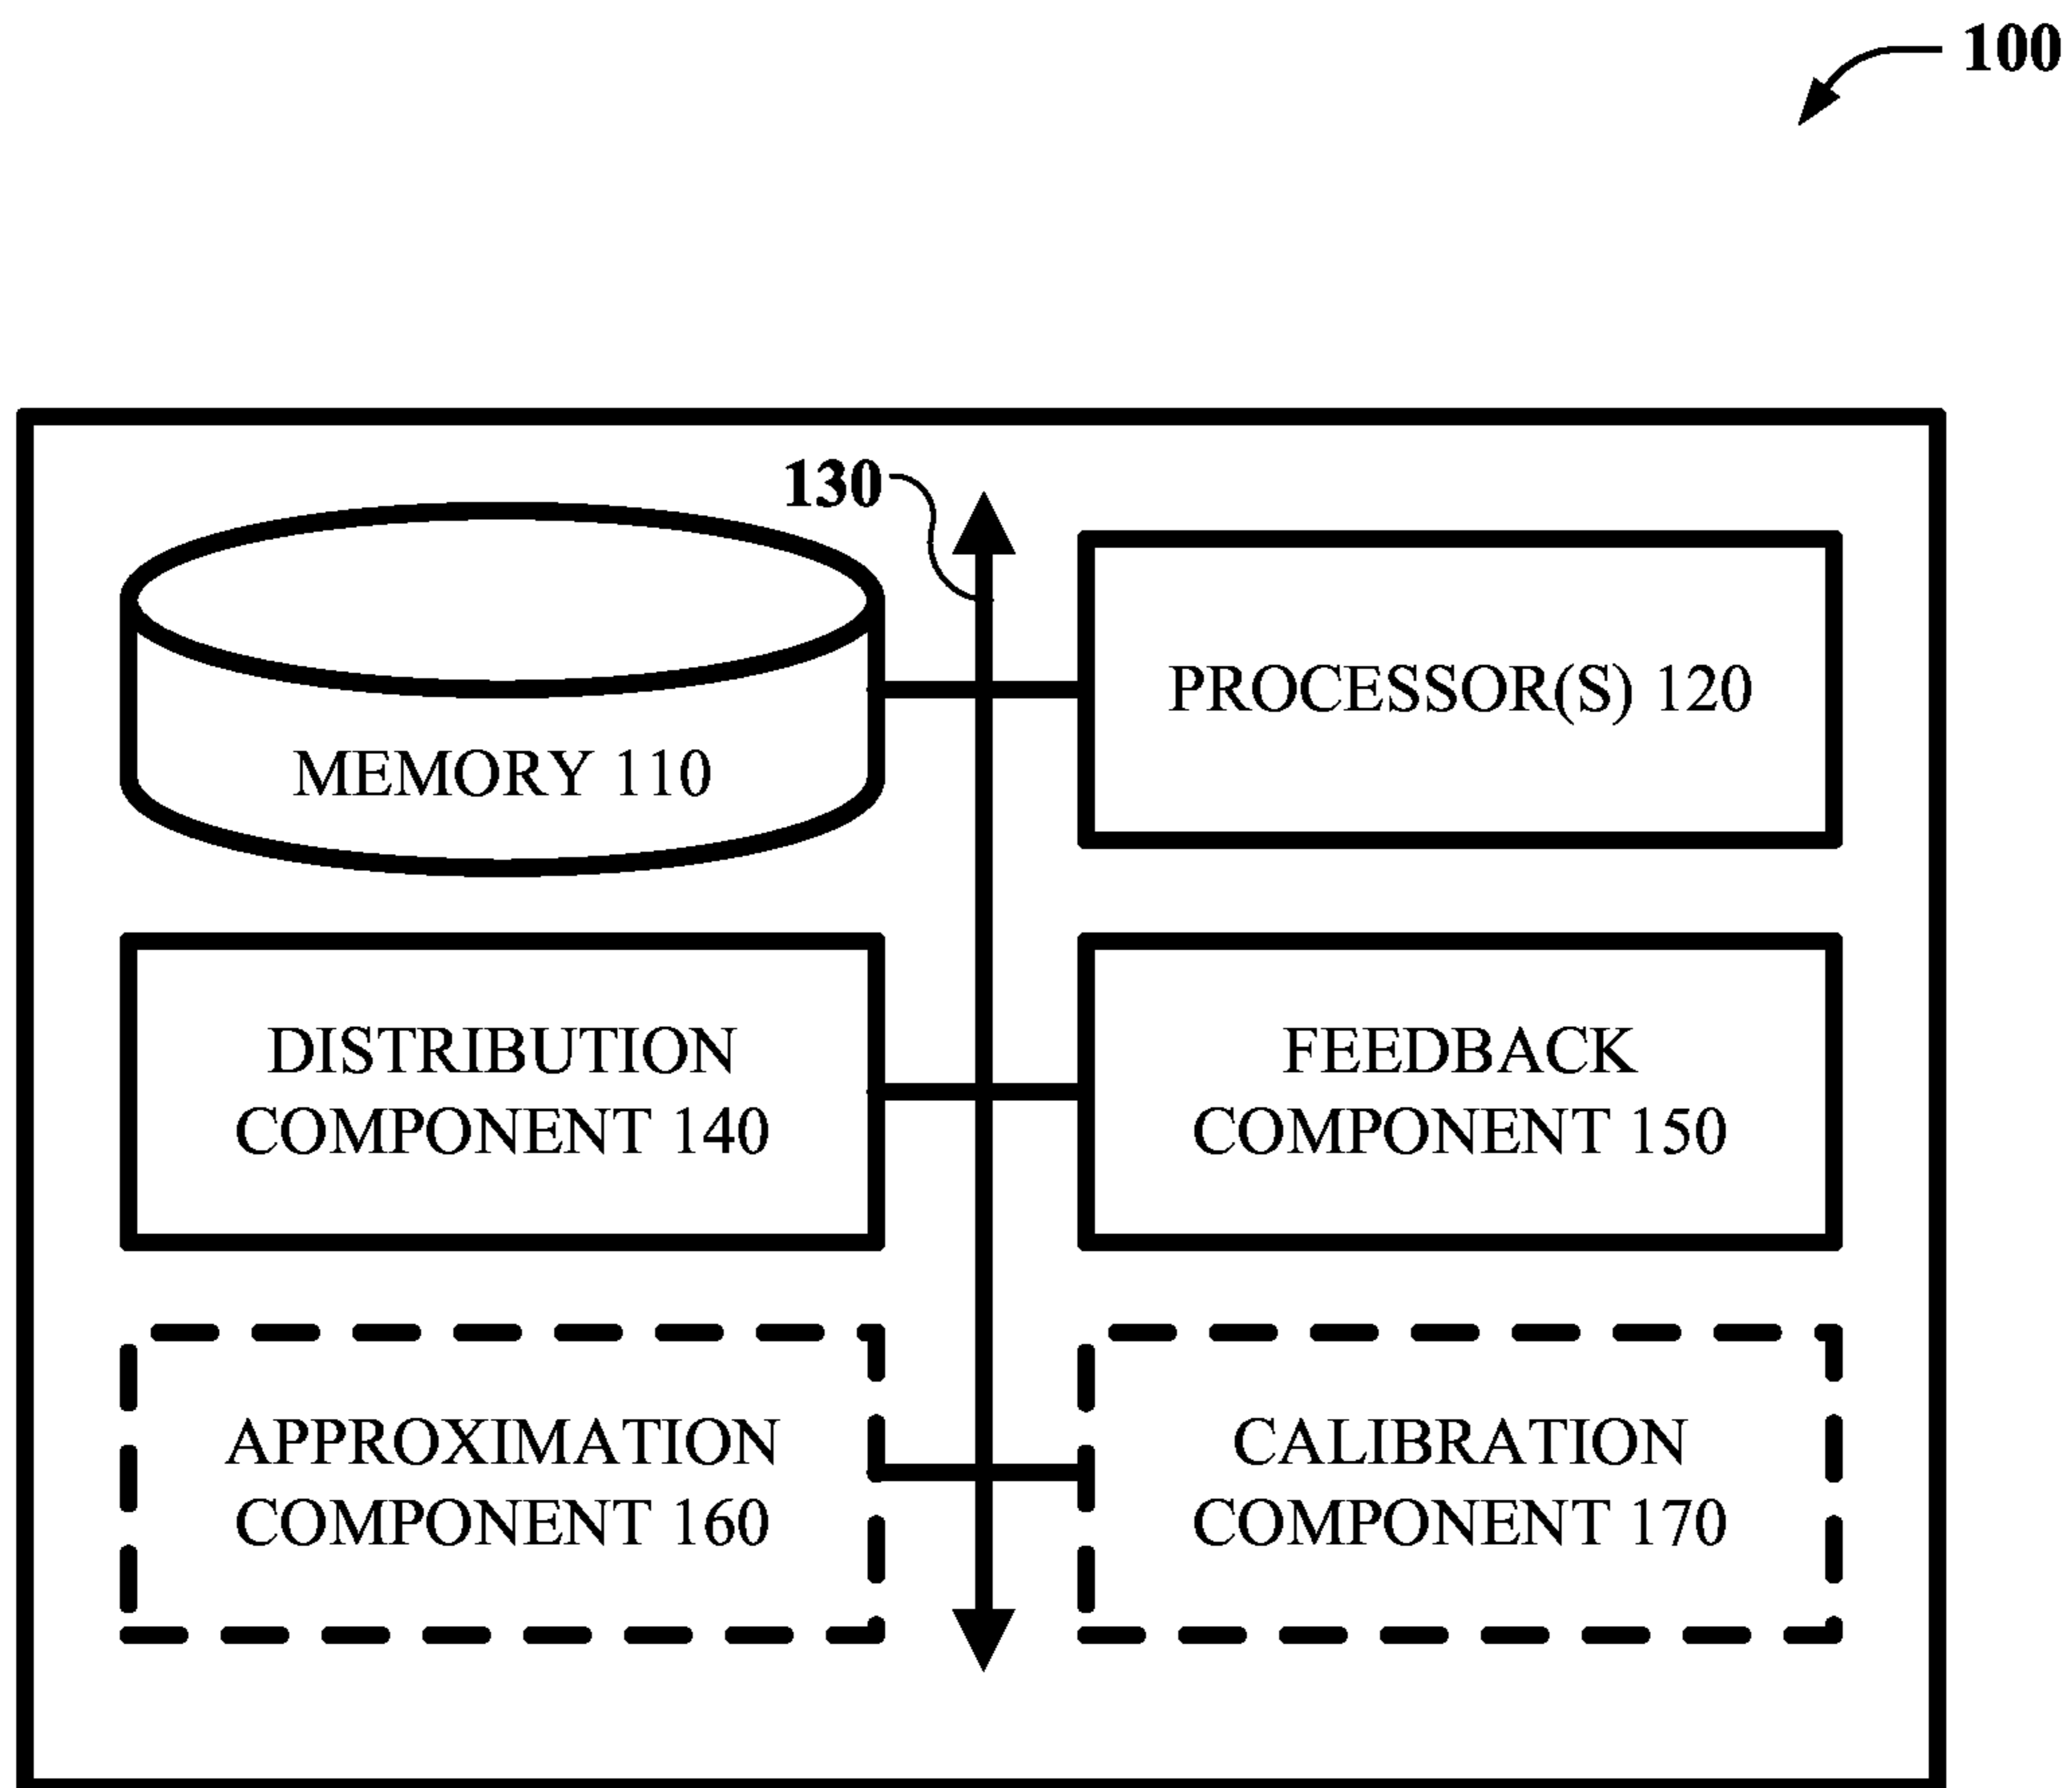 100
130
MEMORY 110
PROCESSOR(S) 120
DISTRIBUTION
COMPONENT 140
FEEDBACK
COMPONENT 150
APPROXIMATION
COMPONENT 160
CALIBRATION
COMPONENT 170